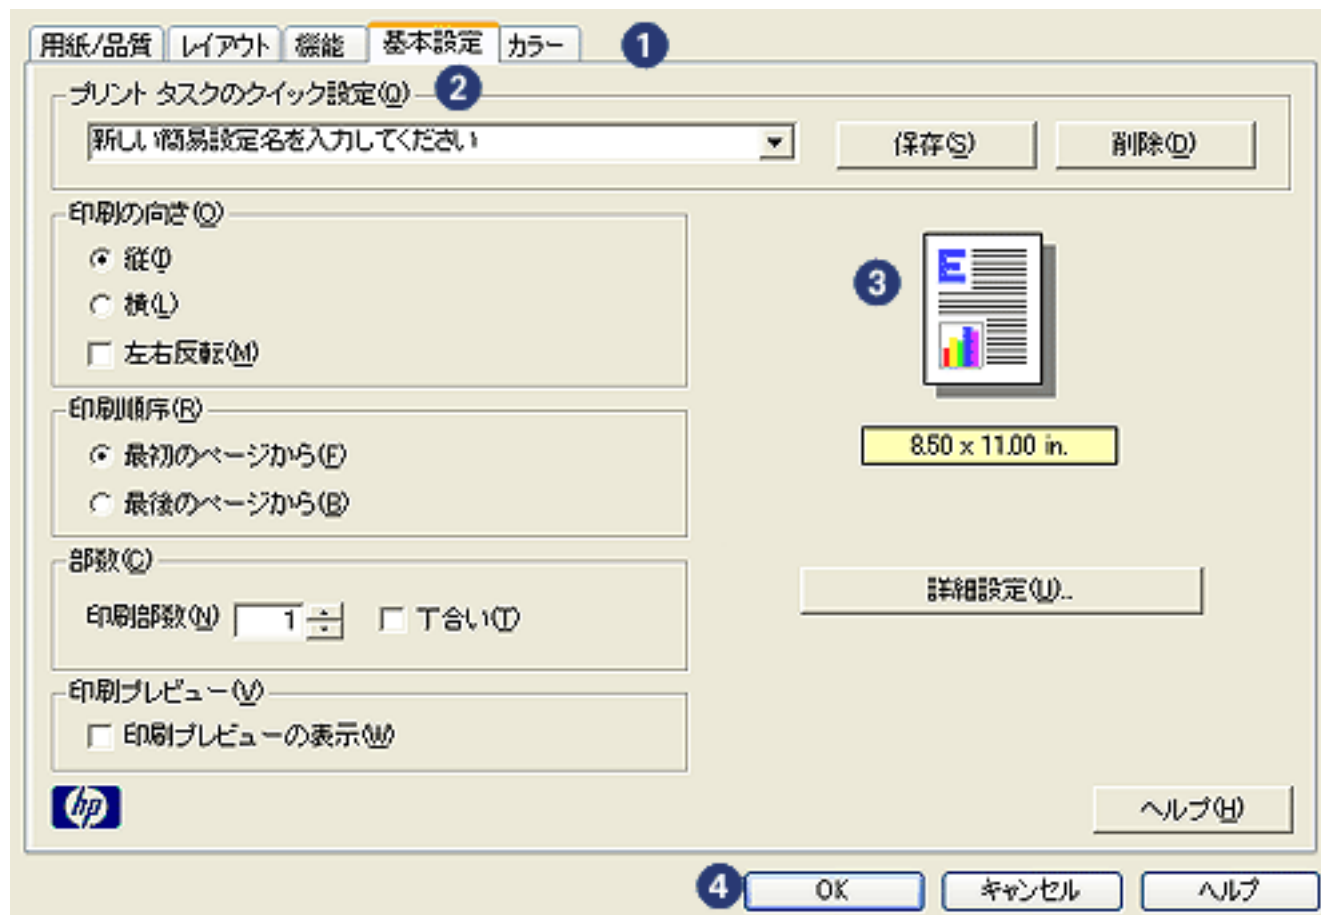 用紙/品質 レイアウト 機能 基本設定 カラー 1
プリント タスクのクイック設定(Q) 2
新しい簡易設定名を入力してください 保存(S) 削除(D)
印刷の向き(O)
縦(I)
横(L)
左右反転(M)
3
E
8.50 x 11.00 in.
印刷順序(R)
最初のページから(F)
最後のページから(B)
部数(C)
印刷部数(N) 1 丁合い(T)
詳細設定(U)..
印刷プレビュー(V)
印刷プレビューの表示(W)
hp
ヘルプ(H)
4 OK キャンセル ヘルプ